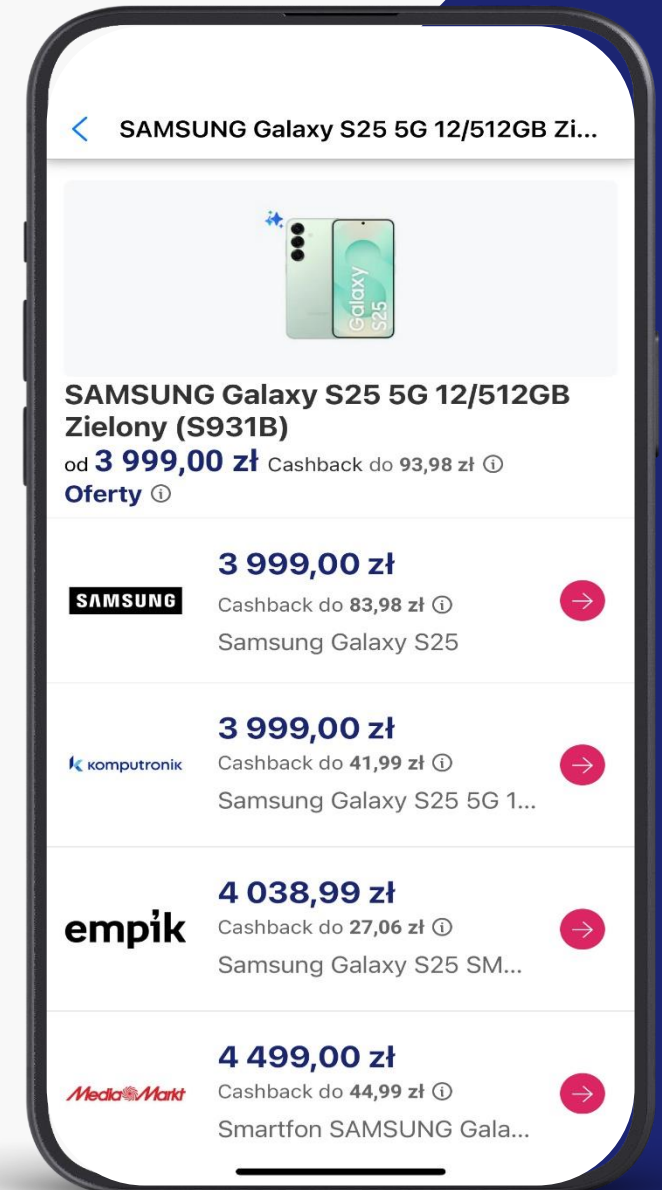 SAMSUNG Galaxy S25 5G 12/512GB Zi...
Galaxy
S25
SAMSUNG Galaxy S25 5G 12/512GB
Zielony (S931B)
od 3 999,00 zł Cashback do 93,98 zł
Oferty
3 999,00 zł
SAMSUNG
Cashback do 83,98 zł
Samsung Galaxy S25
3 999,00 zł
komputronik
Cashback do 41,99 zł
Samsung Galaxy S25 5G 1...
4 038,99 zł
empik
Cashback do 27,06 zł
Samsung Galaxy S25 SM...
4 499,00 zł
MediaMarkt
Cashback do 44,99 zł
Smartfon SAMSUNG Gala...